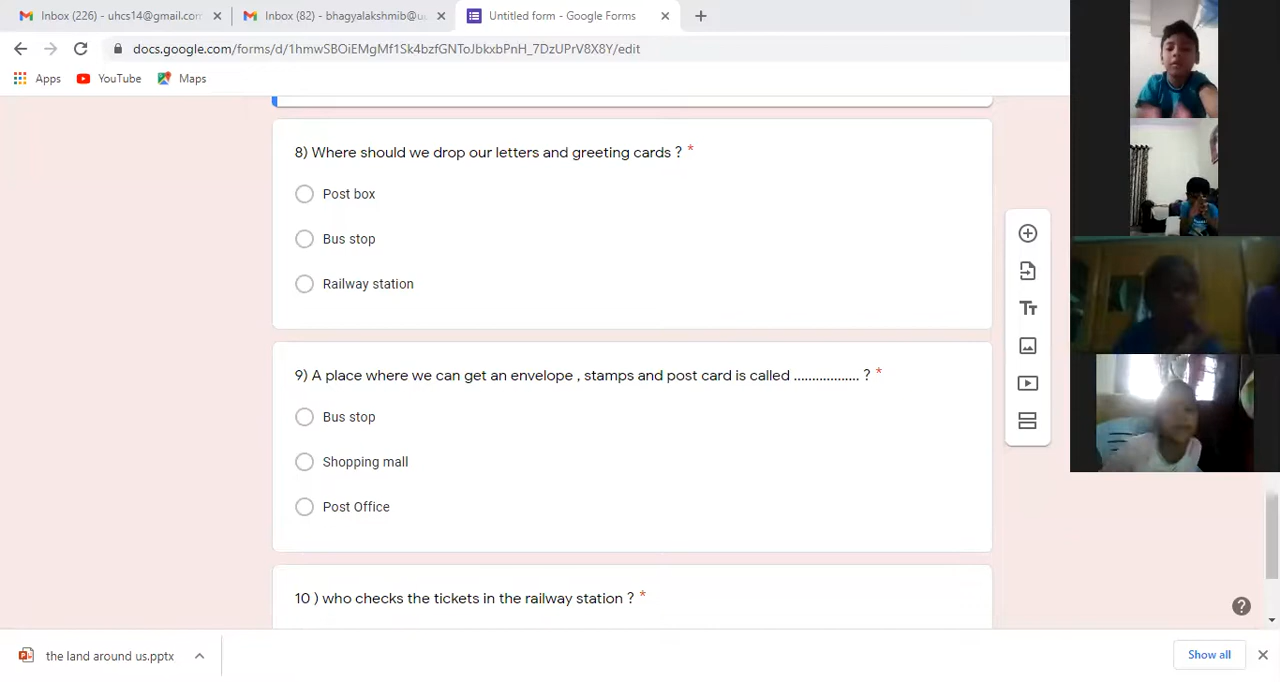 Inbox (226) - uhcs14@gmail.com
Inbox (82) - bhagyalakshmib@u
Untitled form - Google Forms
docs.google.com/forms/d/1hmwSBOiEMgMf1Sk4bzfGNToJbkxbPnH_7DzUPrV8X8Y/edit
Apps YouTube Maps
8) Where should we drop our letters and greeting cards ? *
Post box
Bus stop
Railway station
9) A place where we can get an envelope , stamps and post card is called .................. ? *
Bus stop
Shopping mall
Post Office
10 ) who checks the tickets in the railway station ? *
the land around us.pptx
Show all